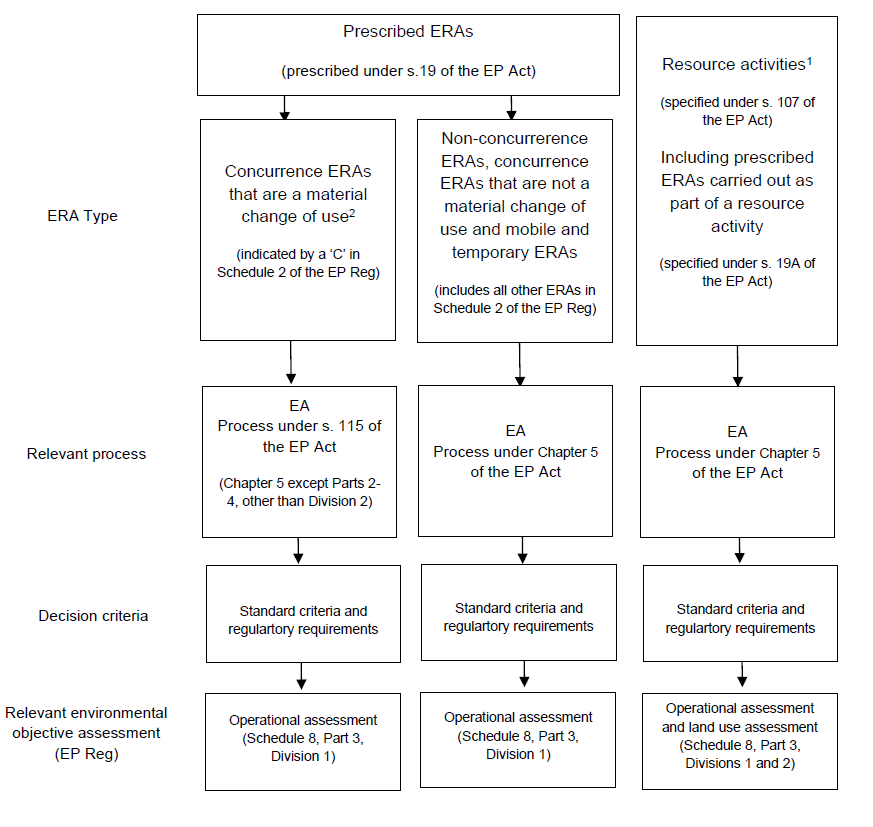 Prescribed ERAs
(prescribed under s.19 of the EP Act)
Resource activities1
(specified under s. 107 of
the EP Act)
Including prescribed
ERAs carried out as
part of a resource
activity
(specified under s. 19A of
the EP Act)
ERA Type
Concurrence ERAs
that are a material
change of use2
(indicated by a ‘C’ in
Schedule 2 of the EP Reg)
Non-concurrerence
ERAs, concurrence
ERAs that are not a
material change of
use and mobile and
temporary ERAs
(includes all other ERAs in
Schedule 2 of the EP Reg)
Relevant process
EA
Process under s. 115 of
the EP Act
(Chapter 5 except Parts 2-
4, other than Division 2)
EA
Process under Chapter 5
of the EP Act
EA
Process under Chapter 5
of the EP Act
Decision criteria
Standard criteria and
regulartory requirements
Standard criteria and
regulartory requirements
Standard criteria and
regulartory requirements
Relevant environmental
objective assessment
(EP Reg)
Operational assessment
(Schedule 8, Part 3,
Division 1)
Operational assessment
(Schedule 8, Part 3,
Division 1)
Operational assessment
and land use assessment
(Schedule 8, Part 3,
Divisions 1 and 2)